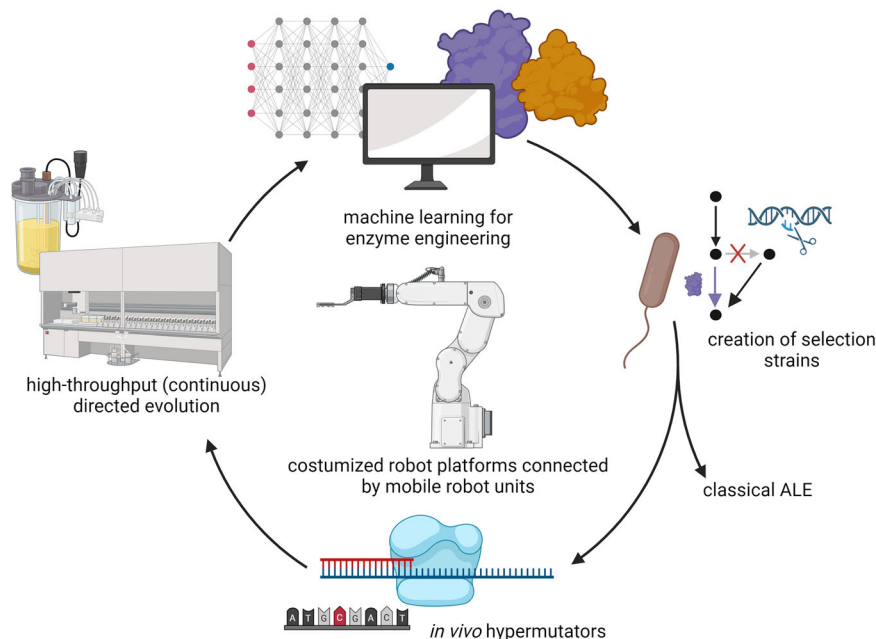 machine learning for
enzyme engineering
creation of selection
strains
high-throughput (continuous)
directed evolution
costumized robot platforms connected
by mobile robot units
classical ALE
A T G C G A C T
in vivo hypermutators